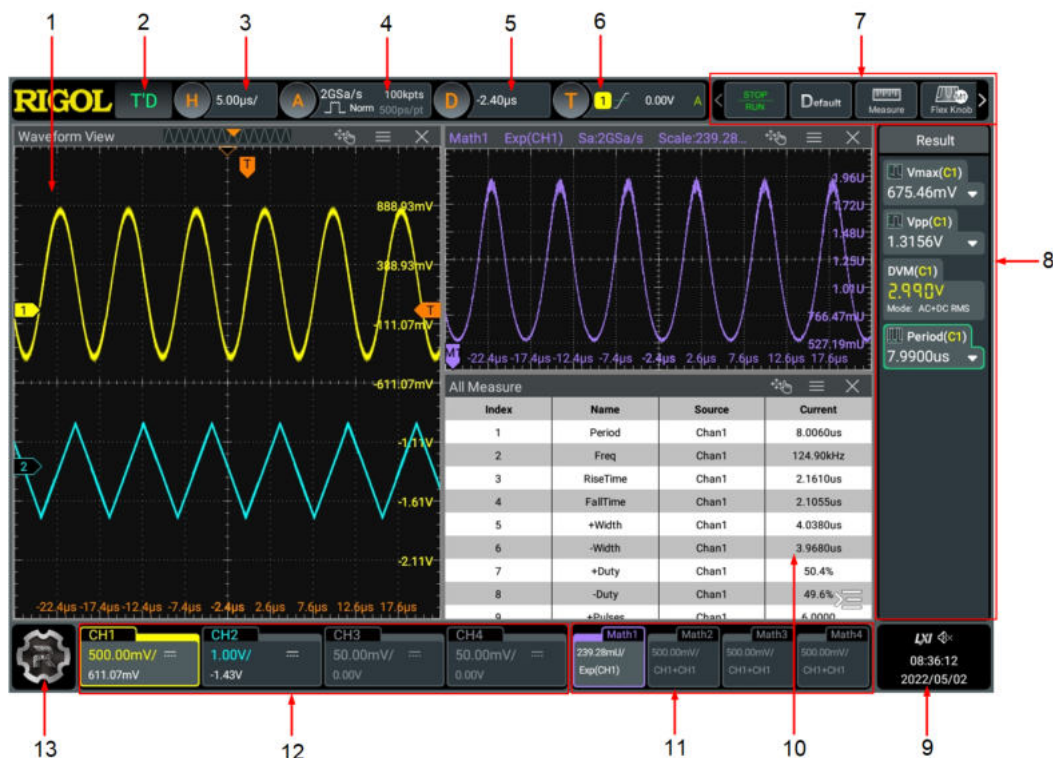 1 2 3 4 5 6 7
RIGOL T'D H 5.00µs/ A 2GSa/s 100kpts Norm 500ps/pt D -2.40µs T 1 0.00V A STOP RUN Default Measure Flex Knob
Waveform View
T
888.93mV
388.93mV
1 T
-111.07mV
-611.07mV
-1.11V
2
-1.61V
-2.11V
-22.4µs -17.4µs -12.4µs -7.4µs -2.4µs 2.6µs 7.6µs 12.6µs 17.6µs
Math1 Exp(CH1) Sa:2GSa/s Scale:239.28...
1.96U
1.72U
1.48U
1.25U
1.01U
766.47mU
527.19mU
M1 -22.4µs -17.4µs -12.4µs -7.4µs -2.4µs 2.6µs 7.6µs 12.6µs 17.6µs
All Measure
Index Name Source Current
1 Period Chan1 8.0060us
2 Freq Chan1 124.90kHz
3 RiseTime Chan1 2.1610us
4 FallTime Chan1 2.1055us
5 +Width Chan1 4.0380us
6 -Width Chan1 3.9680us
7 +Duty Chan1 50.4%
8 -Duty Chan1 49.6%
9 +Pulses Chan1 6.0000
Result
Vmax(C1)
675.46mV
Vpp(C1)
1.3156V
DVM(C1)
2.990V
Mode: AC+DC RMS
Period(C1)
7.9900us
8
CH1
500.00mV/
611.07mV
CH2
1.00V/
-1.43V
CH3
50.00mV/
0.00V
CH4
50.00mV/
0.00V
Math1
239.28mU/
Exp(CH1)
Math2
500.00mV/
CH1+CH1
Math3
500.00mV/
CH1+CH1
Math4
500.00mV/
CH1+CH1
LXI
08:36:12
2022/05/02
13 12 11 10 9